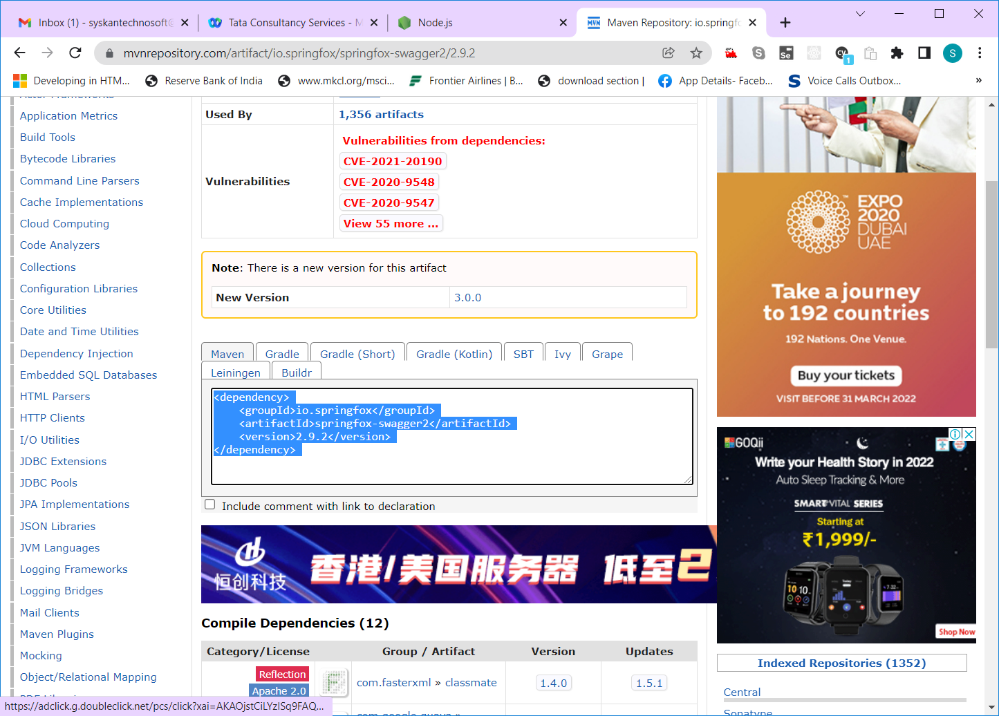 Inbox (1) - syskantechnosoft@
Tata Consultancy Services - M
Node.js
Maven Repository: io.springfo
mvnrepository.com/artifact/io.springfox/springfox-swagger2/2.9.2
Se
cy
1
S
Developing in HTM...
Reserve Bank of India
www.mkcl.org/msci...
Frontier Airlines | B...
download section |
App Details- Faceb...
Voice Calls Outbox...
»
Application Metrics
Build Tools
Bytecode Libraries
Command Line Parsers
Cache Implementations
Cloud Computing
Code Analyzers
Collections
Configuration Libraries
Core Utilities
Date and Time Utilities
Dependency Injection
Embedded SQL Databases
HTML Parsers
HTTP Clients
I/O Utilities
JDBC Extensions
JDBC Pools
JPA Implementations
JSON Libraries
JVM Languages
Logging Frameworks
Logging Bridges
Mail Clients
Maven Plugins
Mocking
Object/Relational Mapping
https://adclick.g.doubleclick.net/pcs/click?xai=AKAOjstCiLYzISq9FAQ...
Used By
1,356 artifacts
Vulnerabilities
Vulnerabilities from dependencies:
CVE-2021-20190
CVE-2020-9548
CVE-2020-9547
View 55 more ...
Note: There is a new version for this artifact
New Version
3.0.0
Maven
Gradle
Gradle (Short)
Gradle (Kotlin)
SBT
Ivy
Grape
Leiningen
Buildr
<dependency>
<groupId>io.springfox</groupId>
<artifactId>springfox-swagger2</artifactId>
<version>2.9.2</version>
</dependency>
Include comment with link to declaration
恒创科技
香港/美国服务器 低至2
Compile Dependencies (12)
Category/License
Group / Artifact
Version
Updates
Reflection
Apache 2.0
com.fasterxml » classmate
1.4.0
1.5.1
EXPO
2020
DUBAI
UAE
Take a journey
to 192 countries
192 Nations. One Venue.
Buy your tickets
VISIT BEFORE 31 MARCH 2022
GOQii
Write your Health Story in 2022
Auto Sleep Tracking & More
SMART VITAL SERIES
Starting at
₹1,999/-
Shop Now
Indexed Repositories (1352)
Central
Sonatype